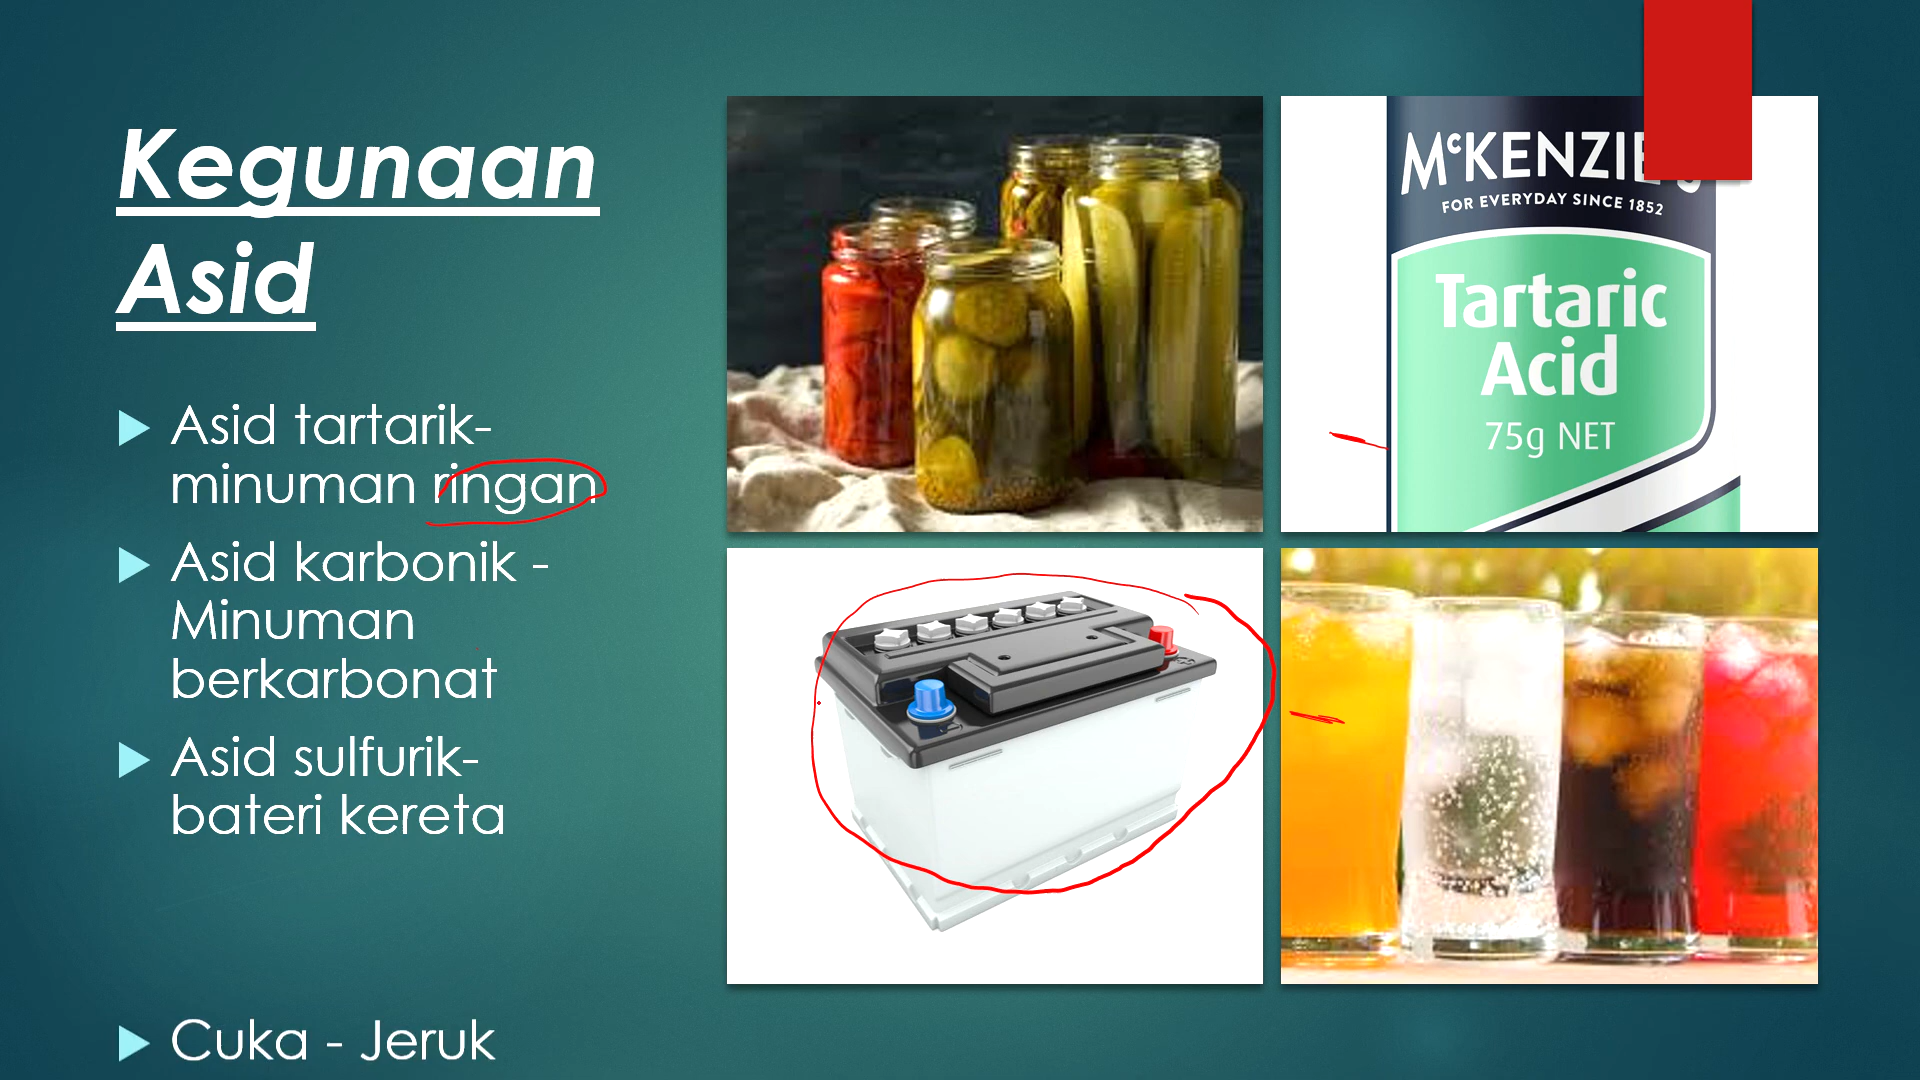 Kegunaan
Asid
Asid tartarik-
minuman ringan
Asid karbonik -
Minuman
berkarbonat
Asid sulfurik-
bateri kereta
Cuka - Jeruk
FOR EVERYDAY SINCE 1852
Tartaric
Acid
75g NET